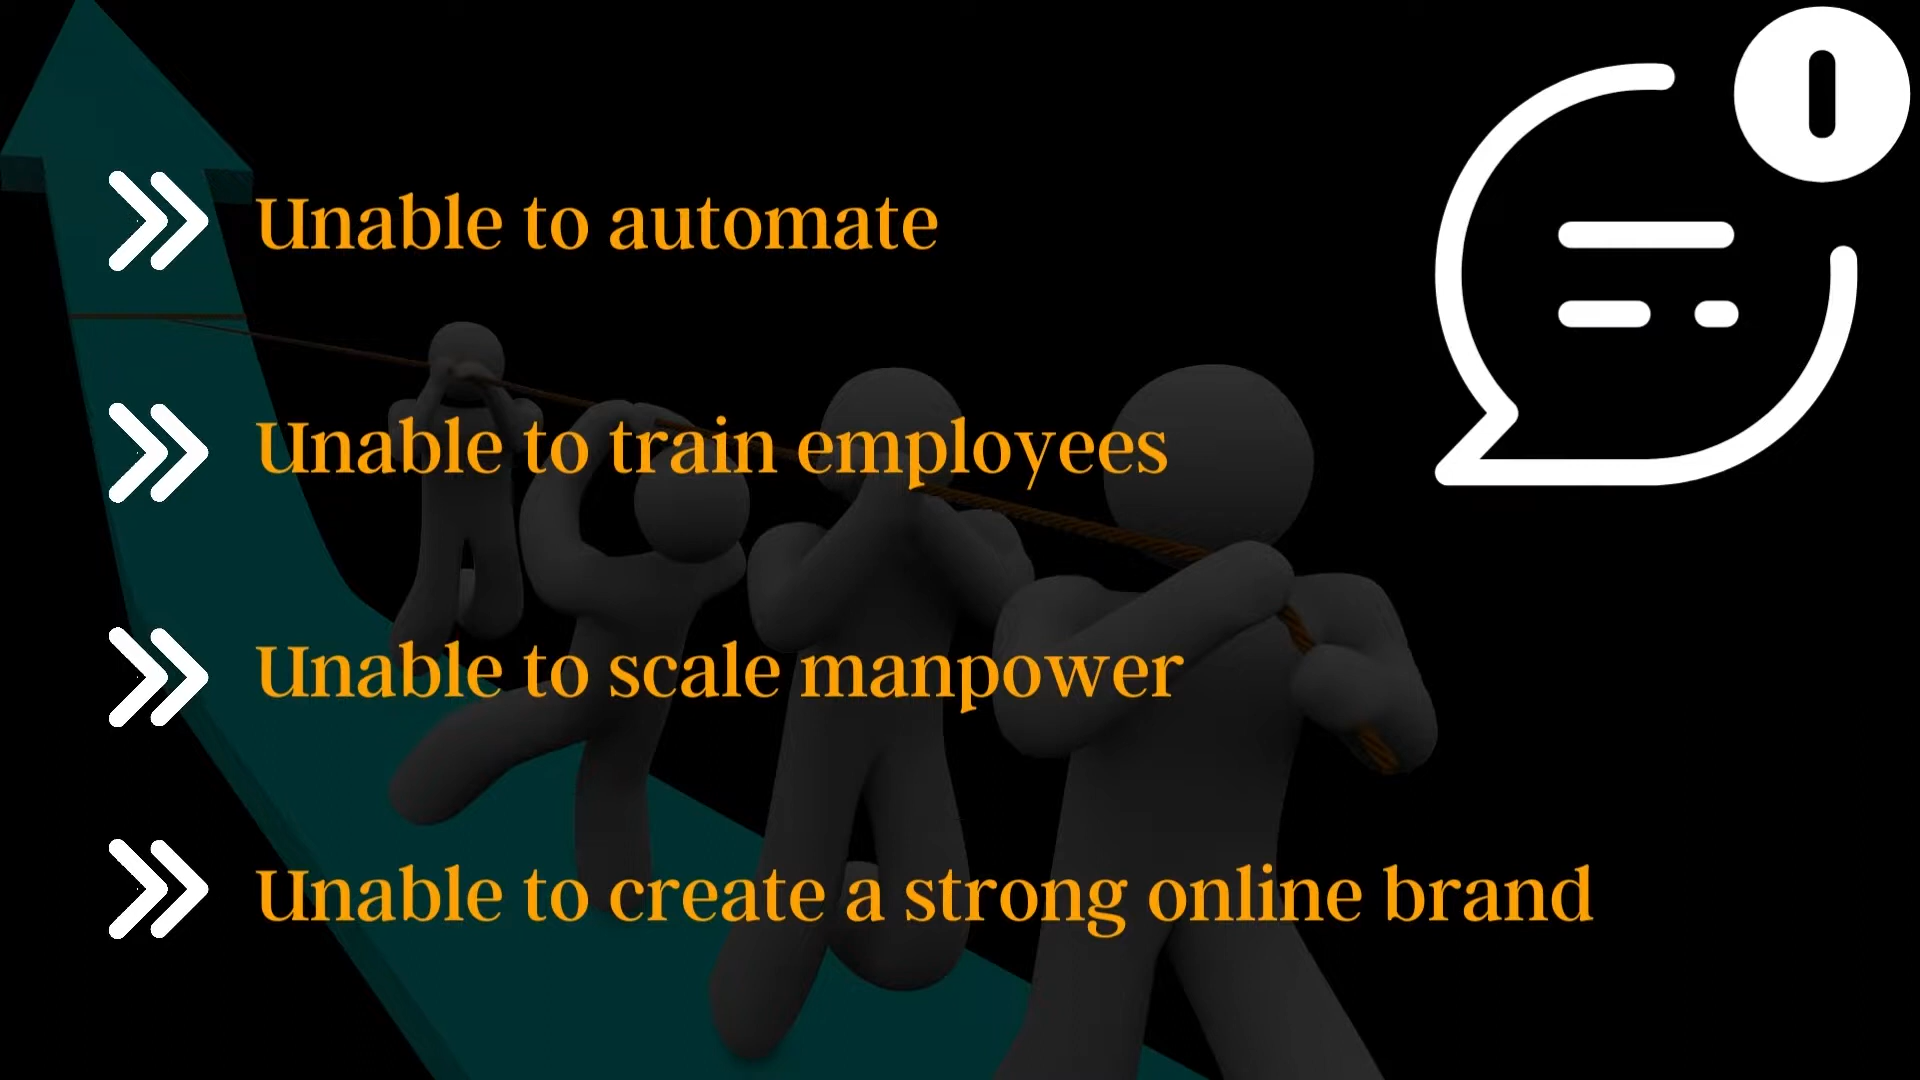 Unable to automate
Unable to train employees
Unable to scale manpower
Unable to create a strong online brand